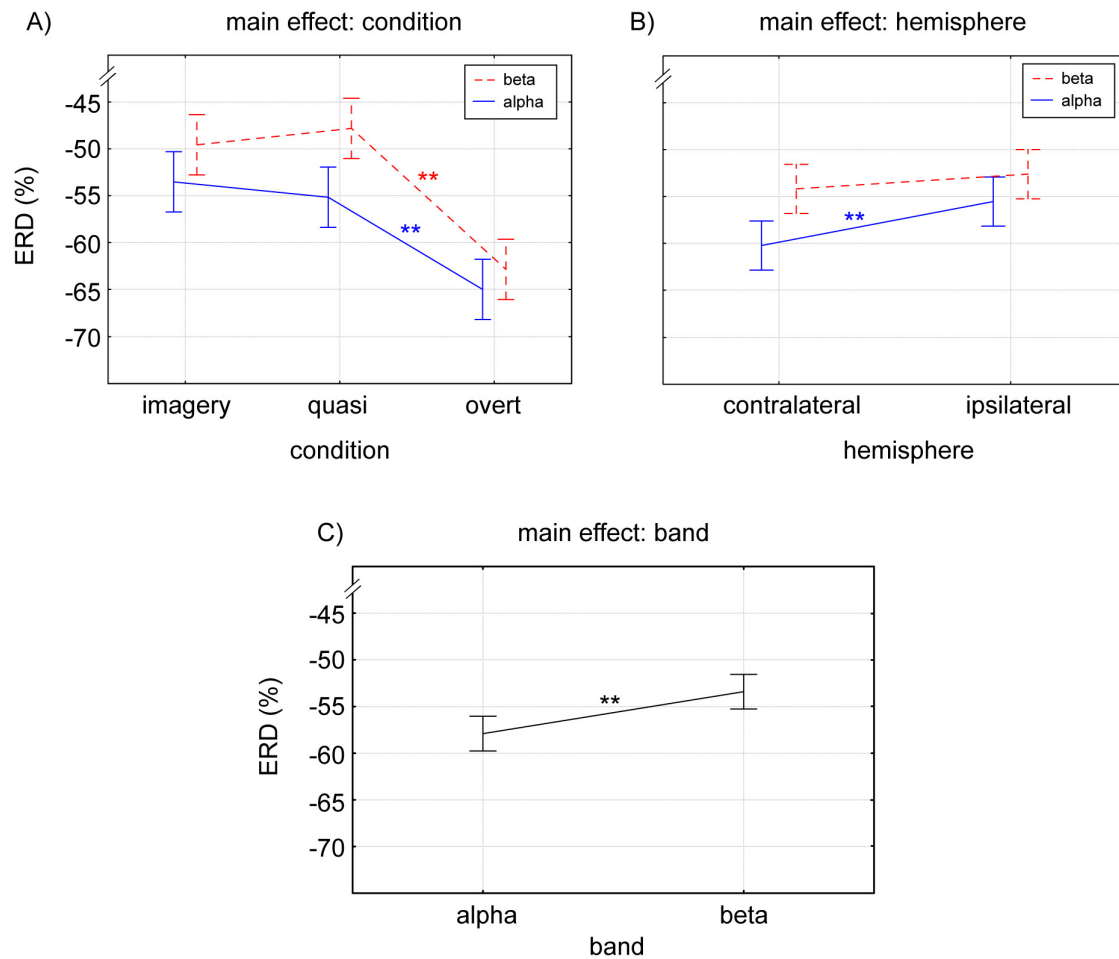 A) main effect: condition
beta
alpha
-45
-50
-55
-60
-65
-70
ERD (%)
**
**
imagery quasi overt
condition
B) main effect: hemisphere
beta
alpha
**
contralateral ipsilateral
hemisphere
C) main effect: band
-45
-50
-55
-60
-65
-70
ERD (%)
**
alpha beta
band